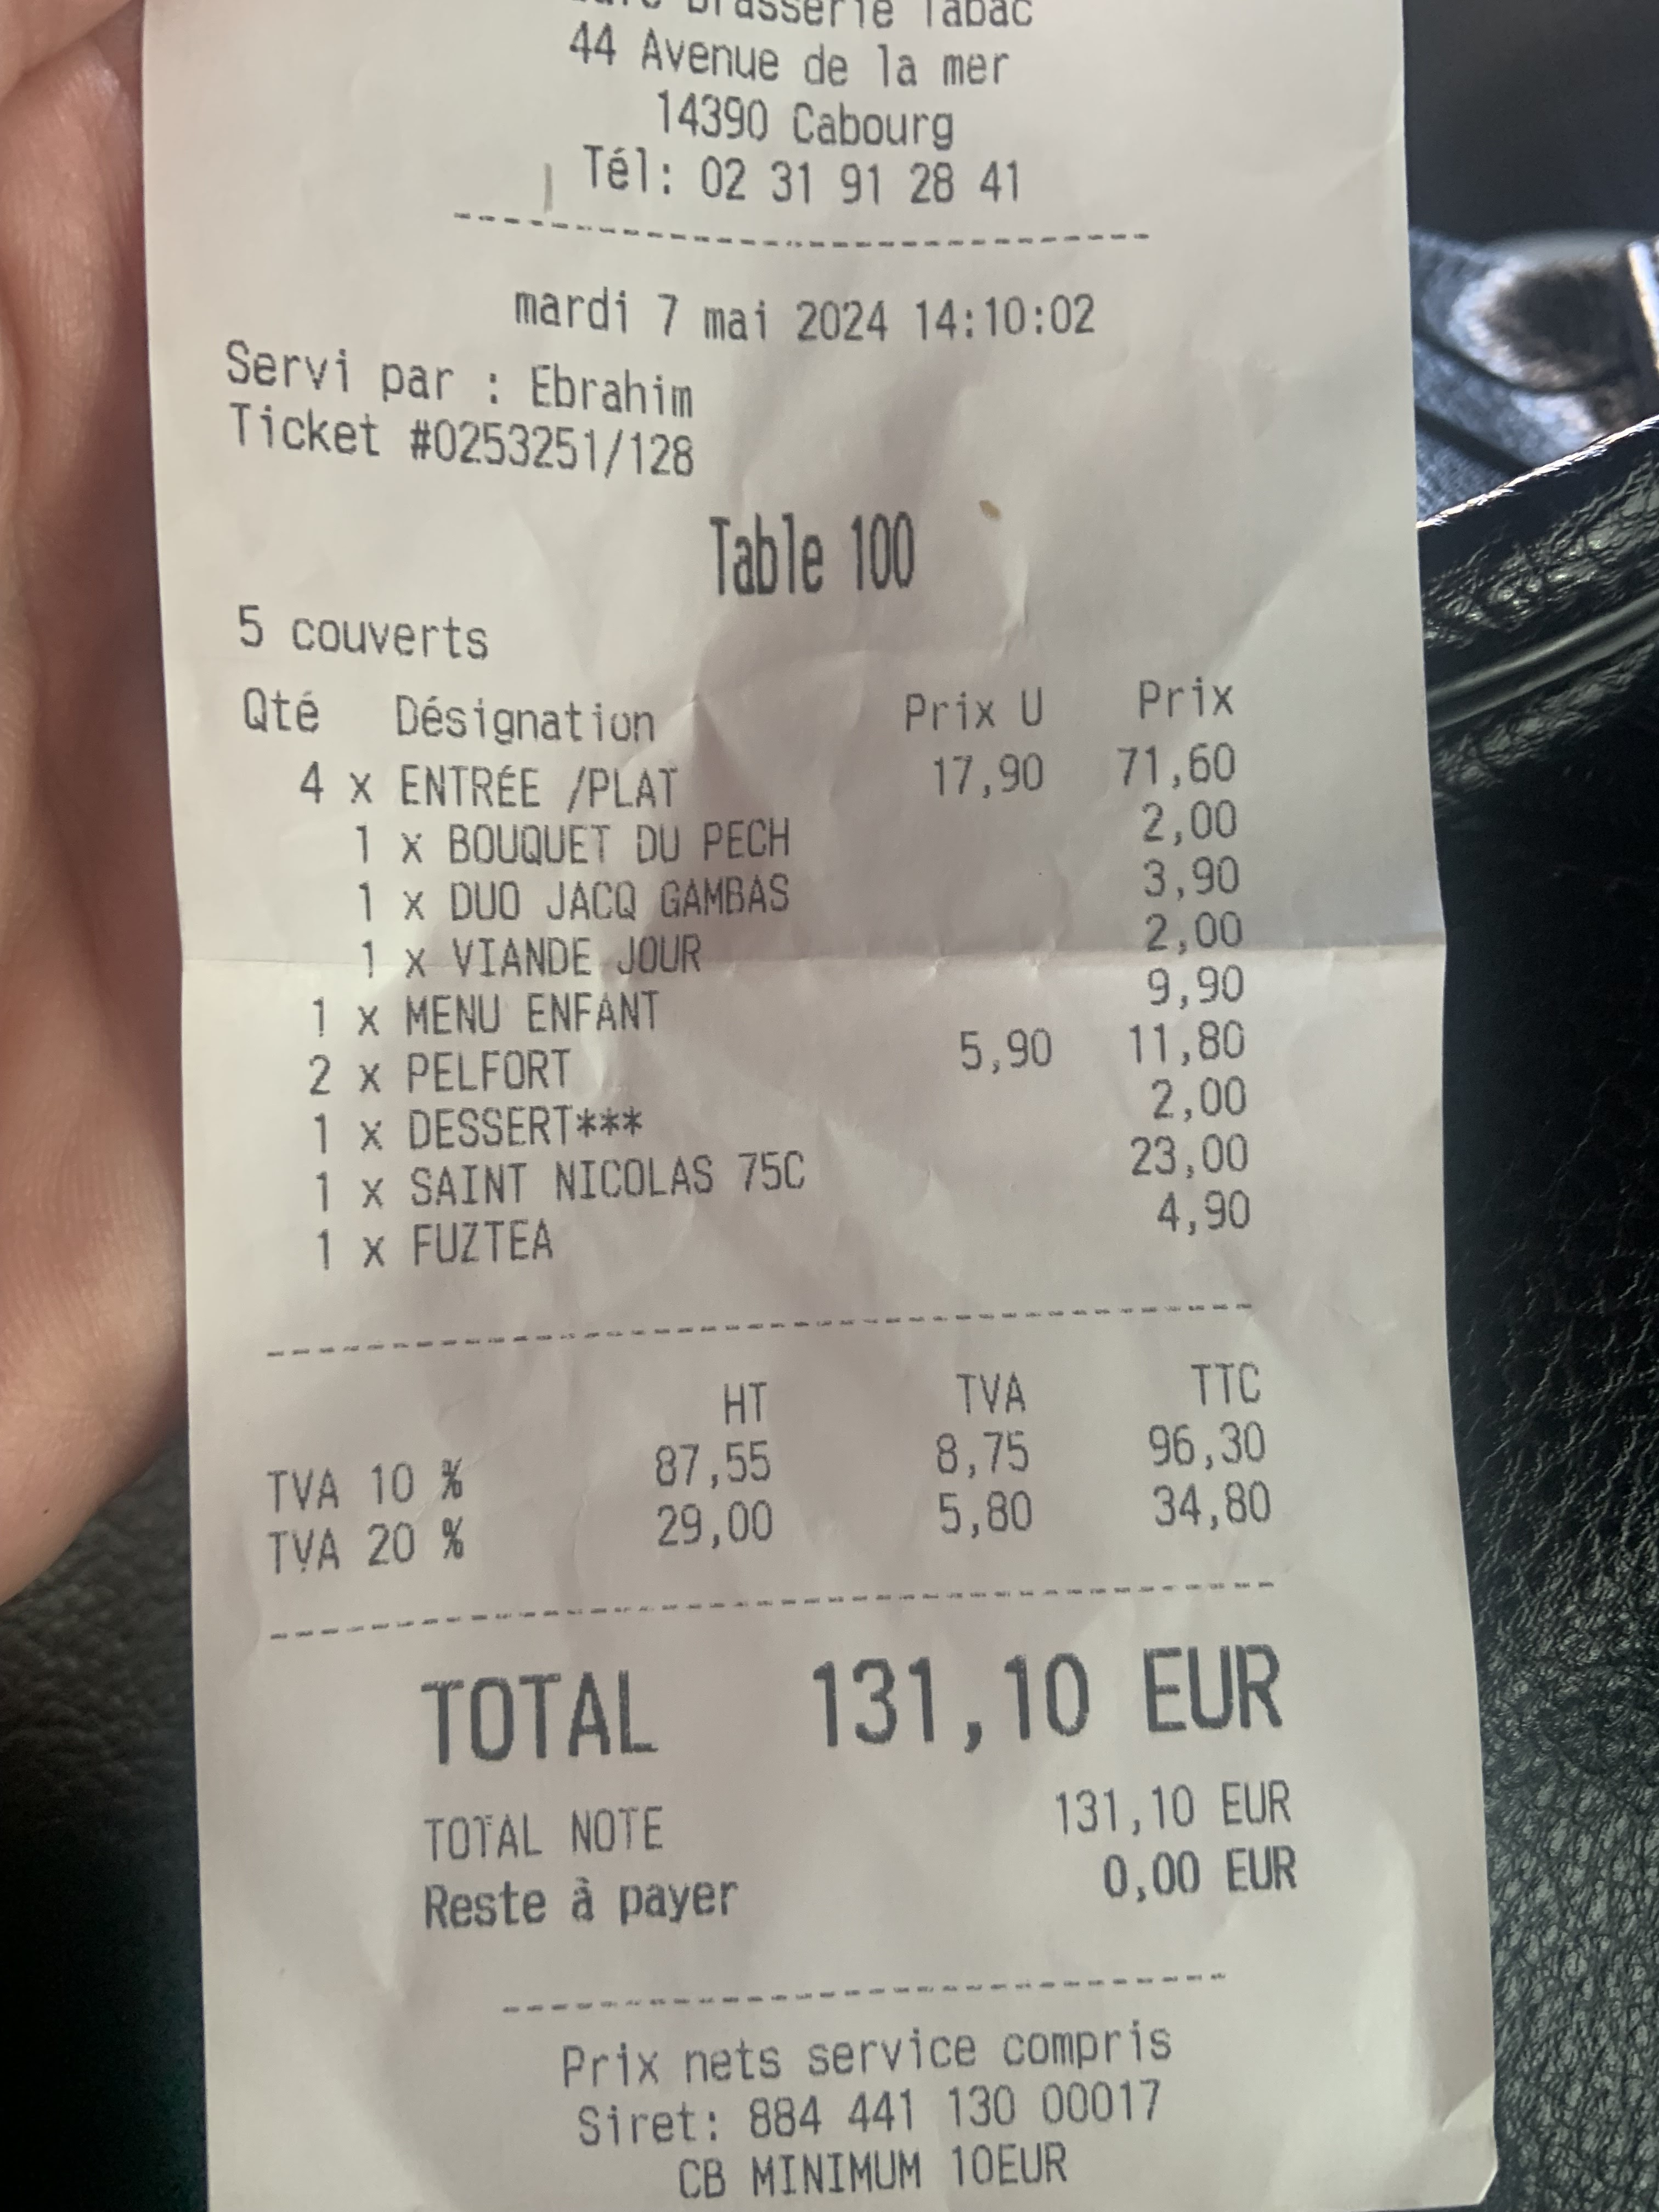 Brasserie Tabac
44 Avenue de la mer
14390 Cabourg
Tél: 02 31 91 28 41
mardi 7 mai 2024 14:10:02
Servi par : Ebrahim
Ticket #0253251/128
Table 100
5 couverts
Qté Désignation Prix U Prix
4 x ENTRÉE /PLAT 17,90 71,60
1 x BOUQUET DU PECH 2,00
1 x DUO JACQ GAMBAS 3,90
1 x VIANDE JOUR 2,00
1 x MENU ENFANT 9,90
2 x PELFORT 5,90 11,80
1 x DESSERT*** 2,00
1 x SAINT NICOLAS 75C 23,00
1 x FUZTEA 4,90
HT TVA TTC
TVA 10 % 87,55 8,75 96,30
TVA 20 % 29,00 5,80 34,80
TOTAL 131,10 EUR
TOTAL NOTE 131,10 EUR
Reste à payer 0,00 EUR
Prix nets service compris
Siret: 884 441 130 00017
CB MINIMUM 10EUR